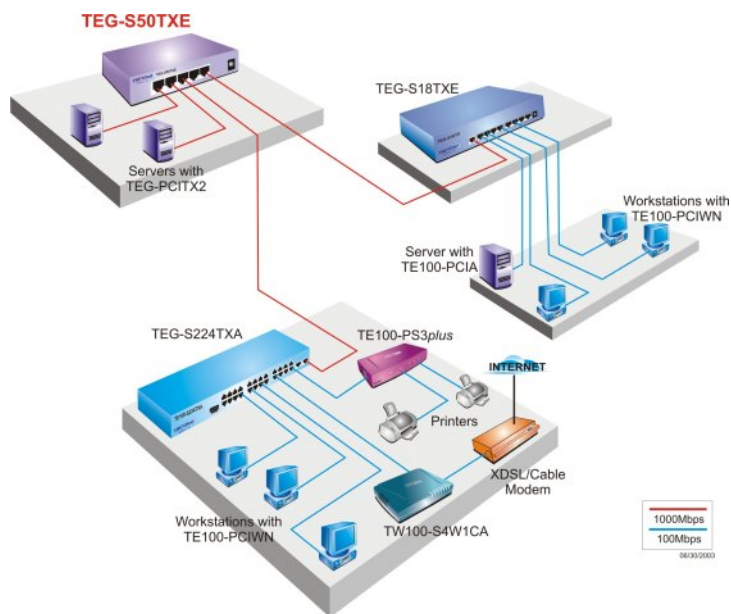 TEG-S50TXE
TEG-S18TXE
Servers with
TEG-PCITX2
Workstations with
TE100-PCIWN
Server with
TE100-PCIA
TEG-S224TXA
TE100-PS3plus
INTERNET
Printers
XDSL/Cable
Modem
Workstations with
TE100-PCIWN
TW100-S4W1CA
1000Mbps
100Mbps
06/30/2003